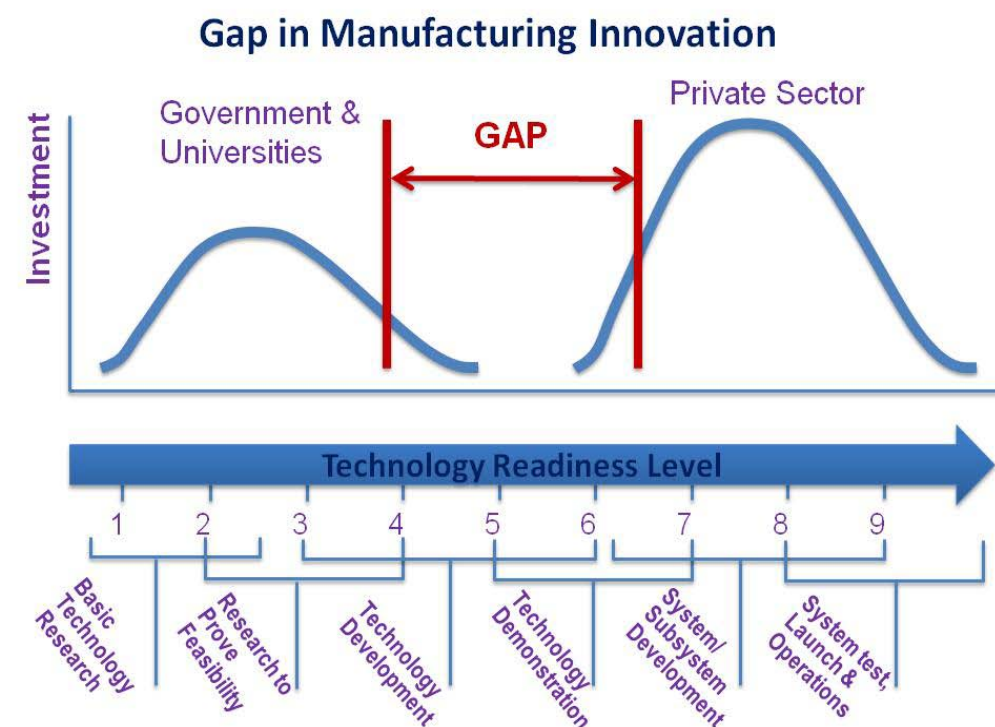 Gap in Manufacturing Innovation
Government &
Universities
Private Sector
GAP
Investment
Technology Readiness Level
1 2 3 4 5 6 7 8 9
Basic
Technology
Research
Research to
Prove
Feasibility
Technology
Development
Technology
Demonstration
System/
Subsystem
Development
System test,
Launch &
Operations